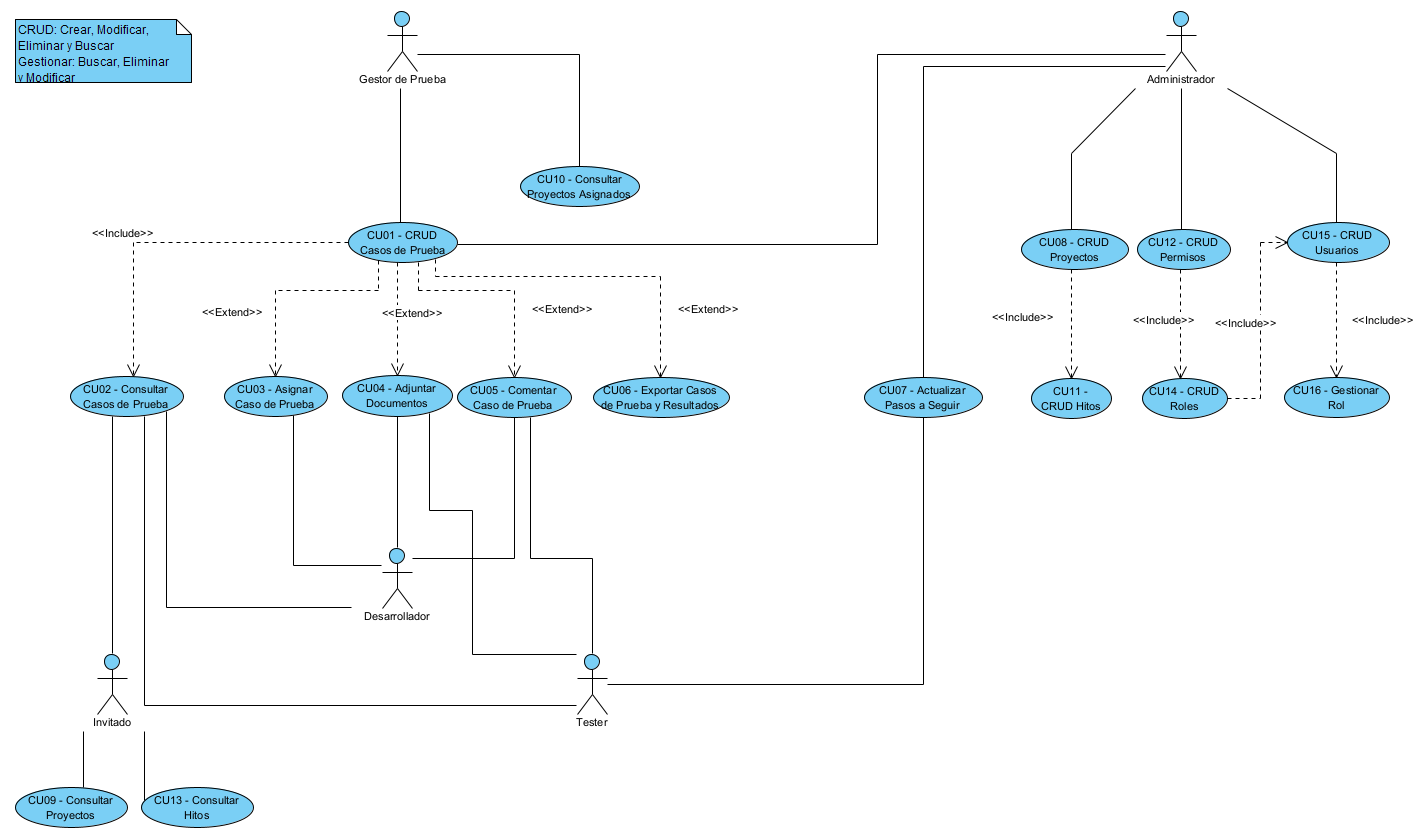 CRUD: Crear, Modificar,
Eliminar y Buscar
Gestionar: Buscar, Eliminar
y Modificar
Gestor de Prueba
Administrador
CU10 - Consultar
Proyectos Asignados
CU01 - CRUD
Casos de Prueba
CU08 - CRUD
Proyectos
CU12 - CRUD
Permisos
CU15 - CRUD
Usuarios
<<Include>>
<<Extend>>
<<Extend>>
<<Extend>>
<<Extend>>
<<Include>>
<<Include>>
<<Include>>
<<Include>>
CU02 - Consultar
Casos de Prueba
CU03 - Asignar
Caso de Prueba
CU04 - Adjuntar
Documentos
CU05 - Comentar
Caso de Prueba
CU06 - Exportar Casos
de Prueba y Resultados
CU07 - Actualizar
Pasos a Seguir
CU11 -
CRUD Hitos
CU14 - CRUD
Roles
CU16 - Gestionar
Rol
Desarrollador
Invitado
Tester
CU09 - Consultar
Proyectos
CU13 - Consultar
Hitos